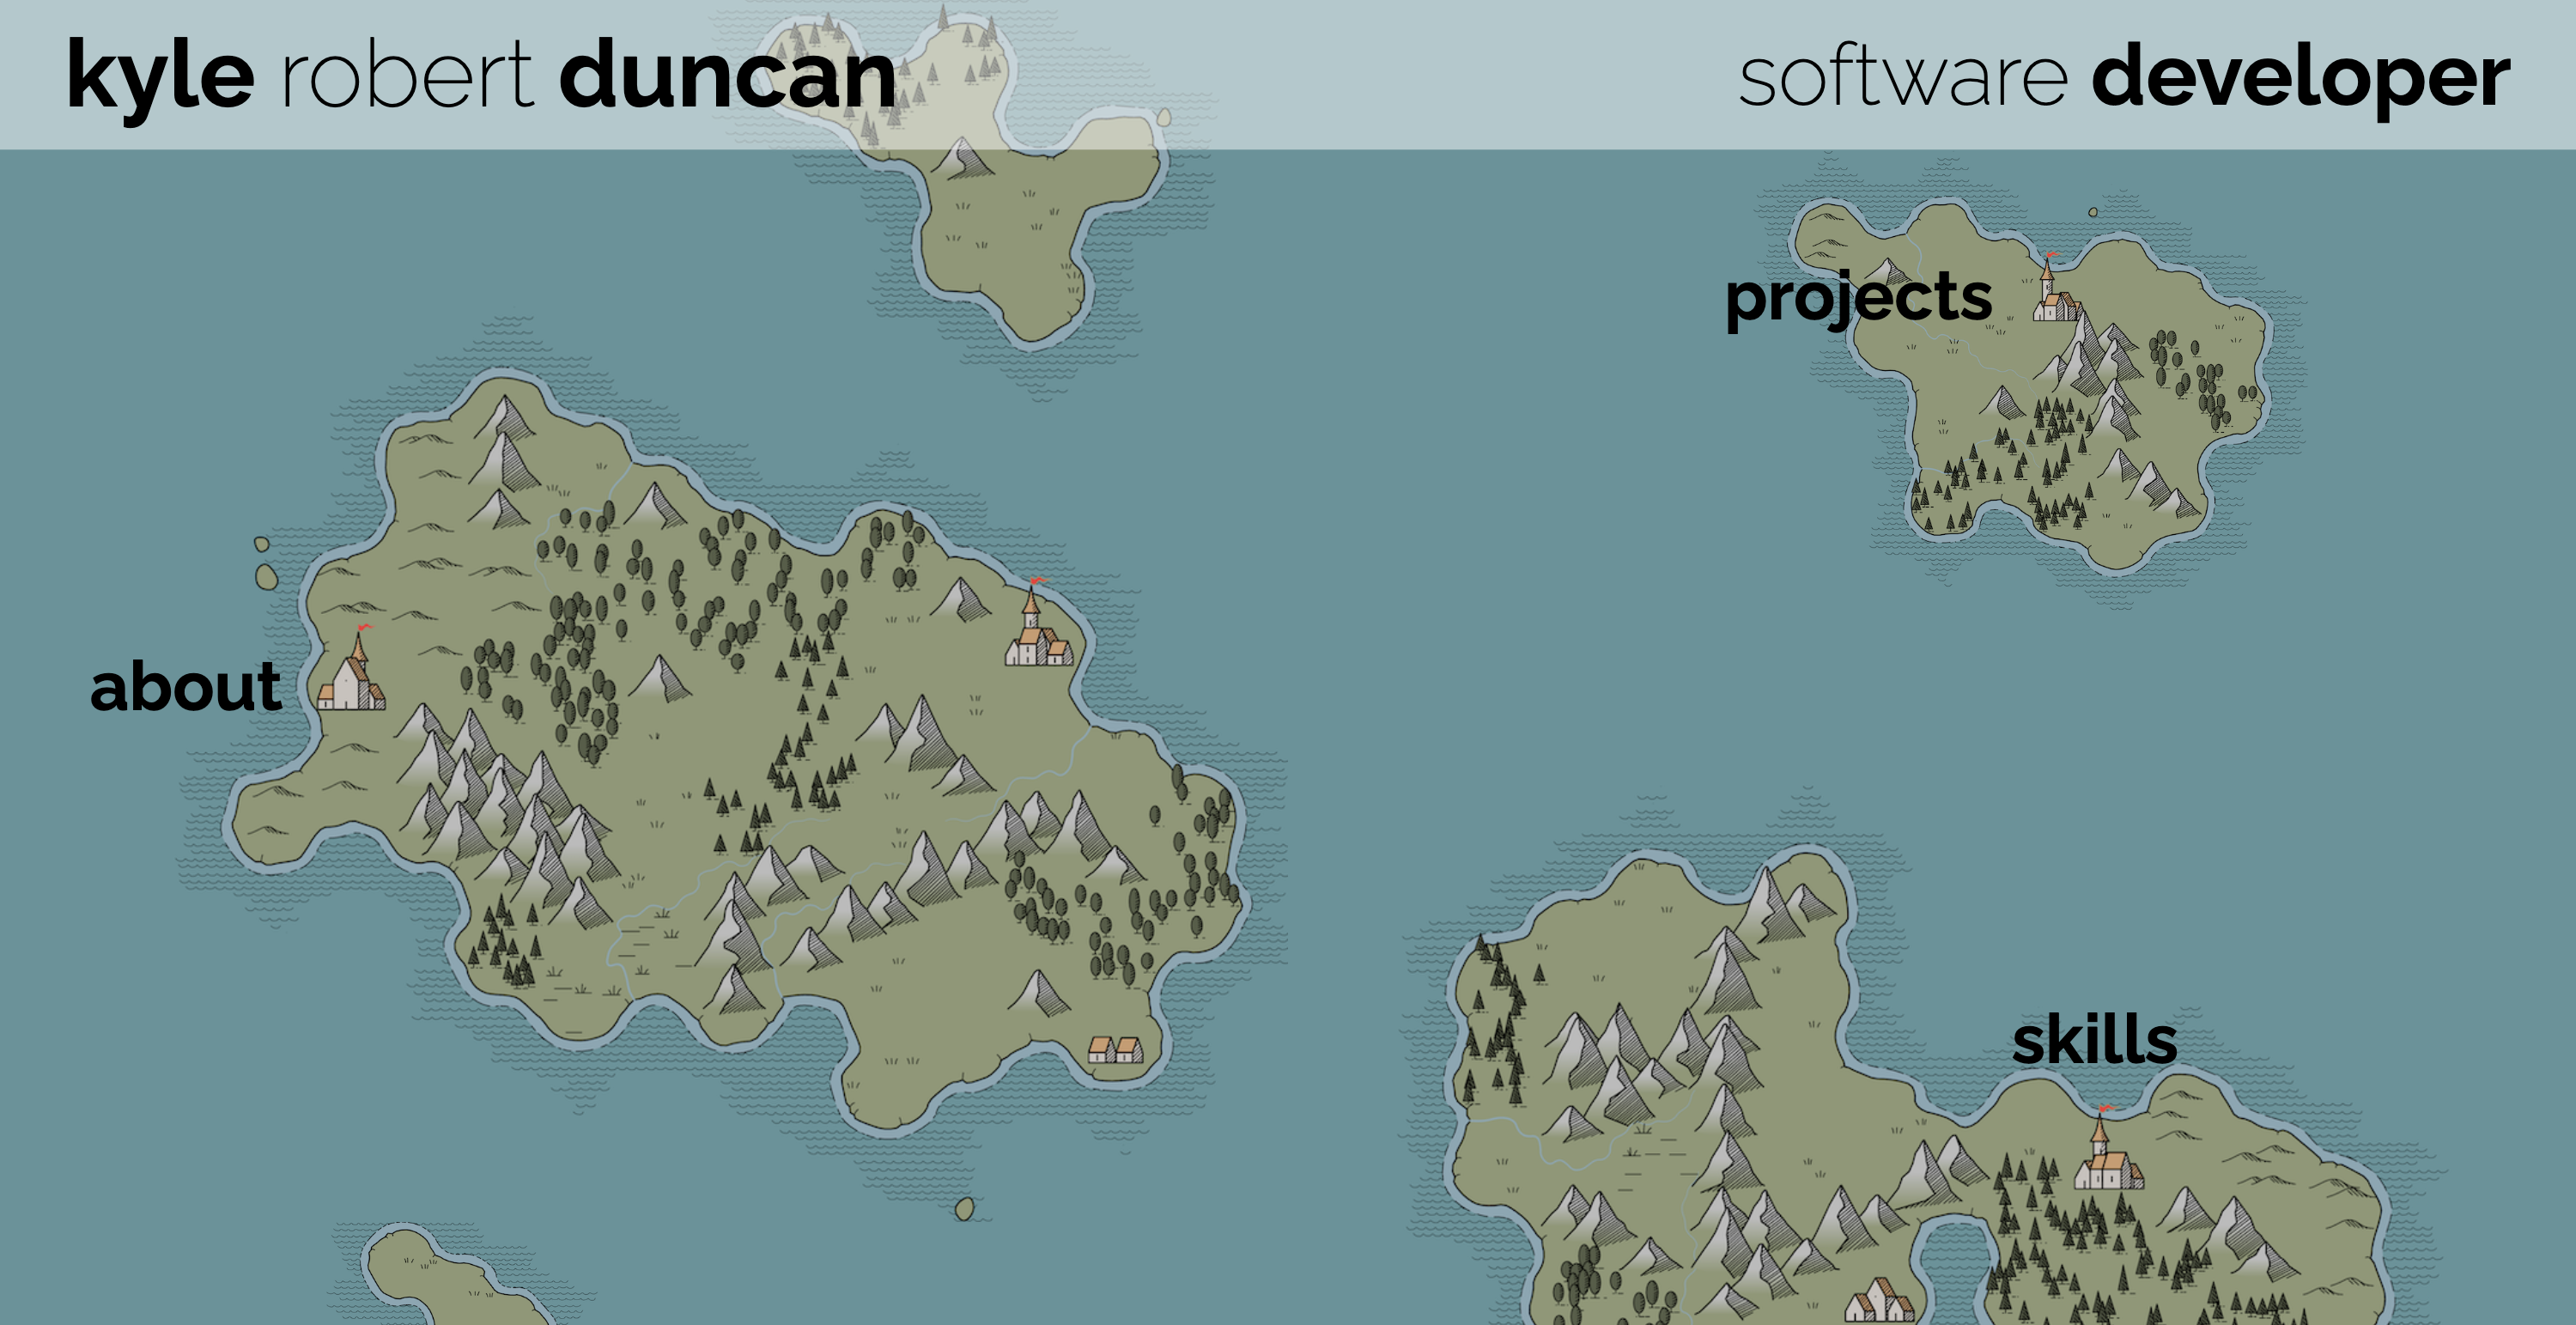 kyle robert duncan
software developer
projects
about
skills